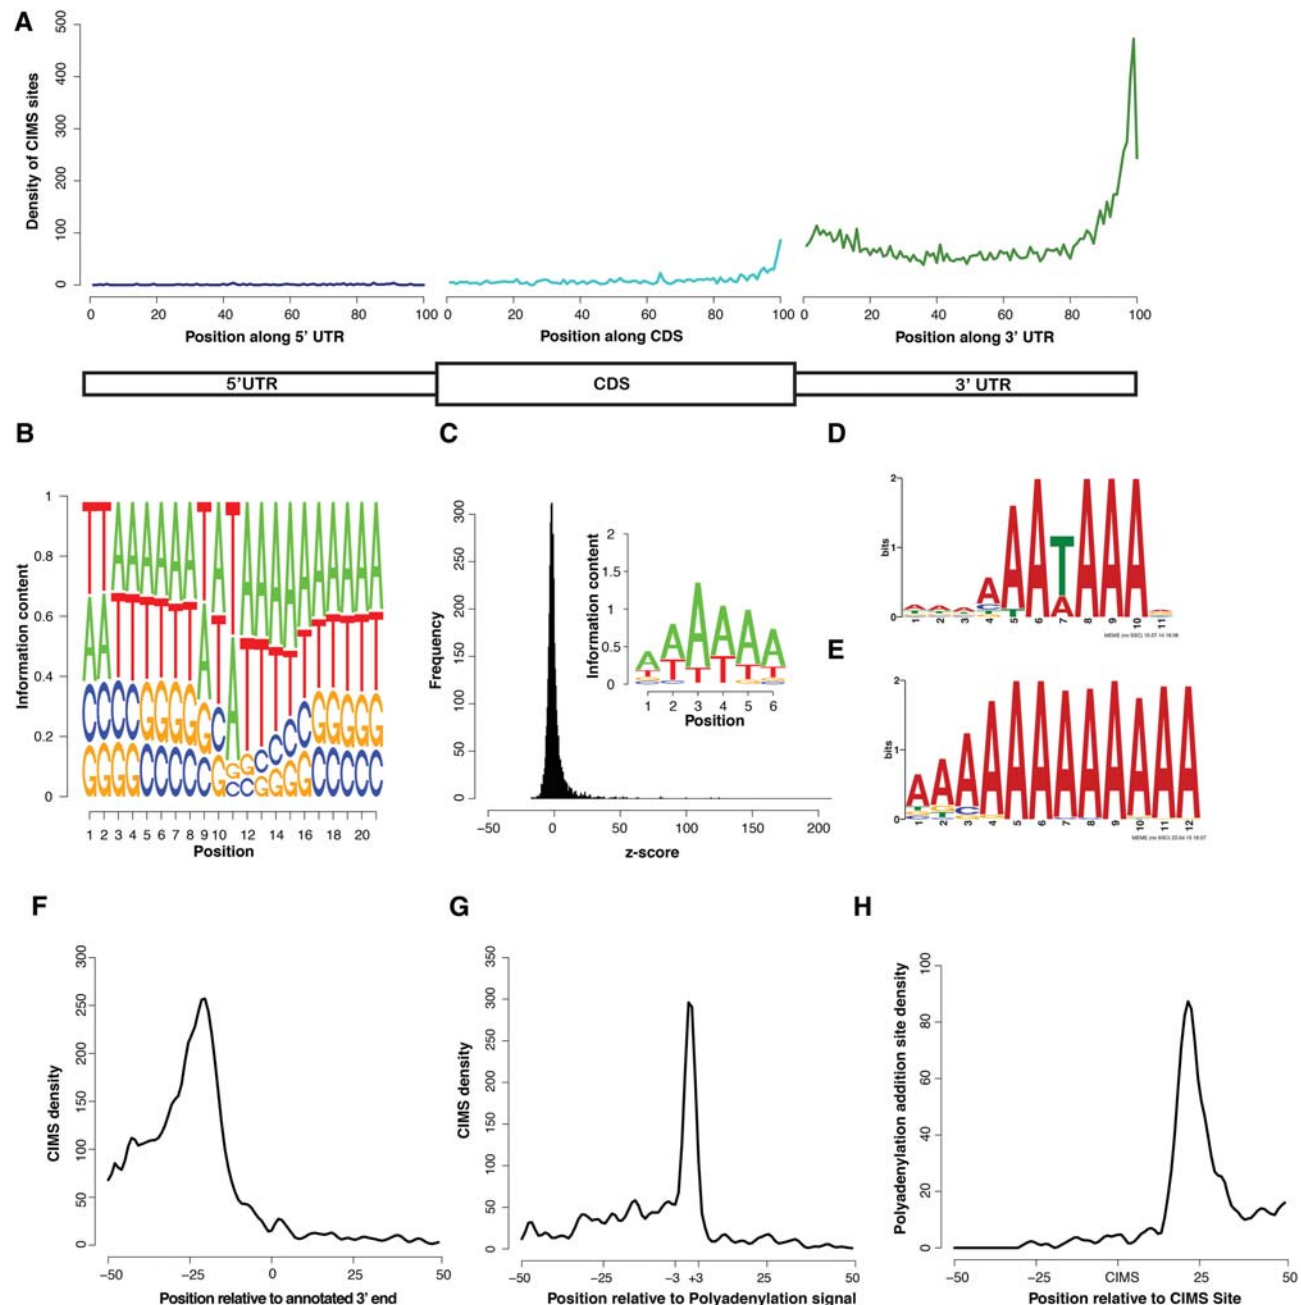 A
Density of CIMS sites
500
400
300
200
100
0
0 20 40 60 80 100
Position along 5' UTR
0 20 40 60 80 100
Position along CDS
0 20 40 60 80 100
Position along 3' UTR
5'UTR
CDS
3' UTR
B
Information content
1
0.8
0.6
0.4
0.2
0
1 2 3 4 5 6 7 8 9 10 12 14 16 18 20
Position
C
Frequency
300
250
200
150
100
50
0
−50 0 50 100 150 200
z-score
Information content
2
1.5
1
0.5
0
1 2 3 4 5 6
Position
D
bits
2
1
0
1 2 3 4 5 6 7 8 9 10 11
E
bits
2
1
0
1 2 3 4 5 6 7 8 9 10 11 12
F
CIMS density
300
250
200
150
100
50
0
−50 −25 0 25 50
Position relative to annotated 3' end
G
CIMS density
350
300
250
200
150
100
50
0
−50 −25 −3 +3 25 50
Position relative to Polyadenylation signal
H
Polyadenylation addition site density
100
80
60
40
20
0
−50 −25 CIMS 25 50
Position relative to CIMS Site